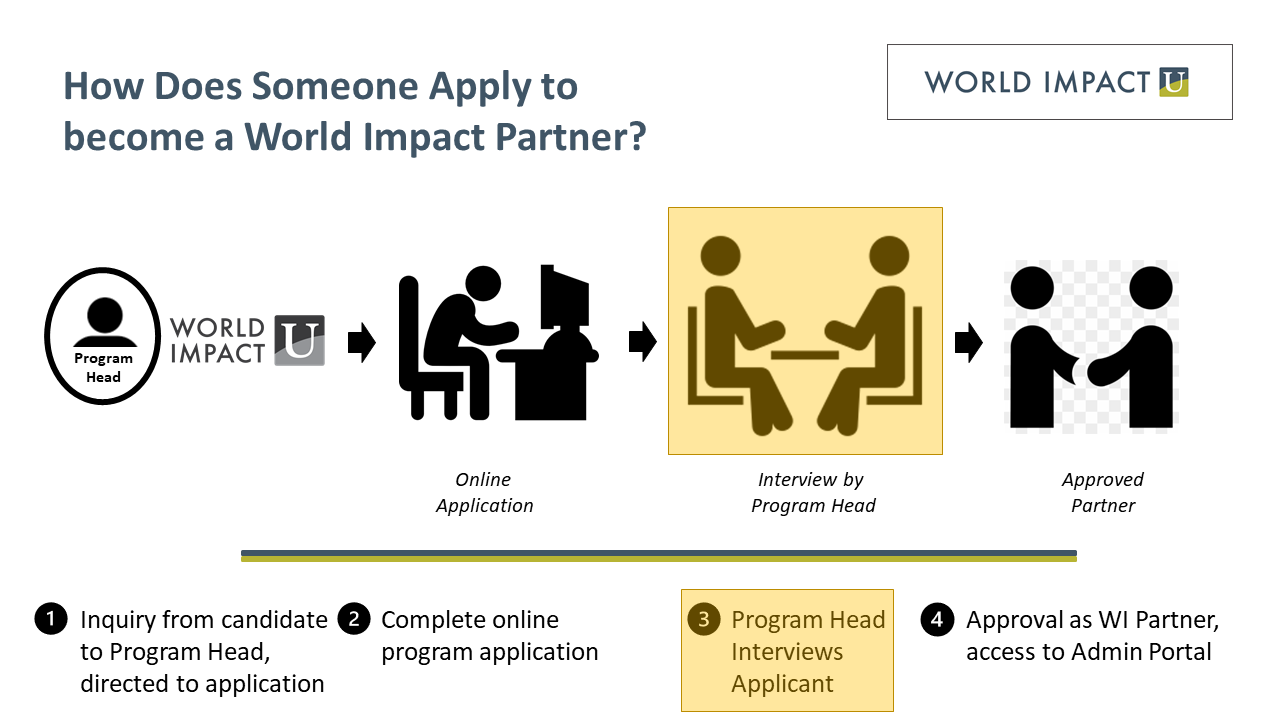 How Does Someone Apply to
become a World Impact Partner?
WORLD IMPACT U
Program
Head
WORLD
IMPACT
U
Online
Application
Interview by
Program Head
Approved
Partner
1 Inquiry from candidate
to Program Head,
directed to application
2 Complete online
program application
3 Program Head
Interviews
Applicant
4 Approval as WI Partner,
access to Admin Portal